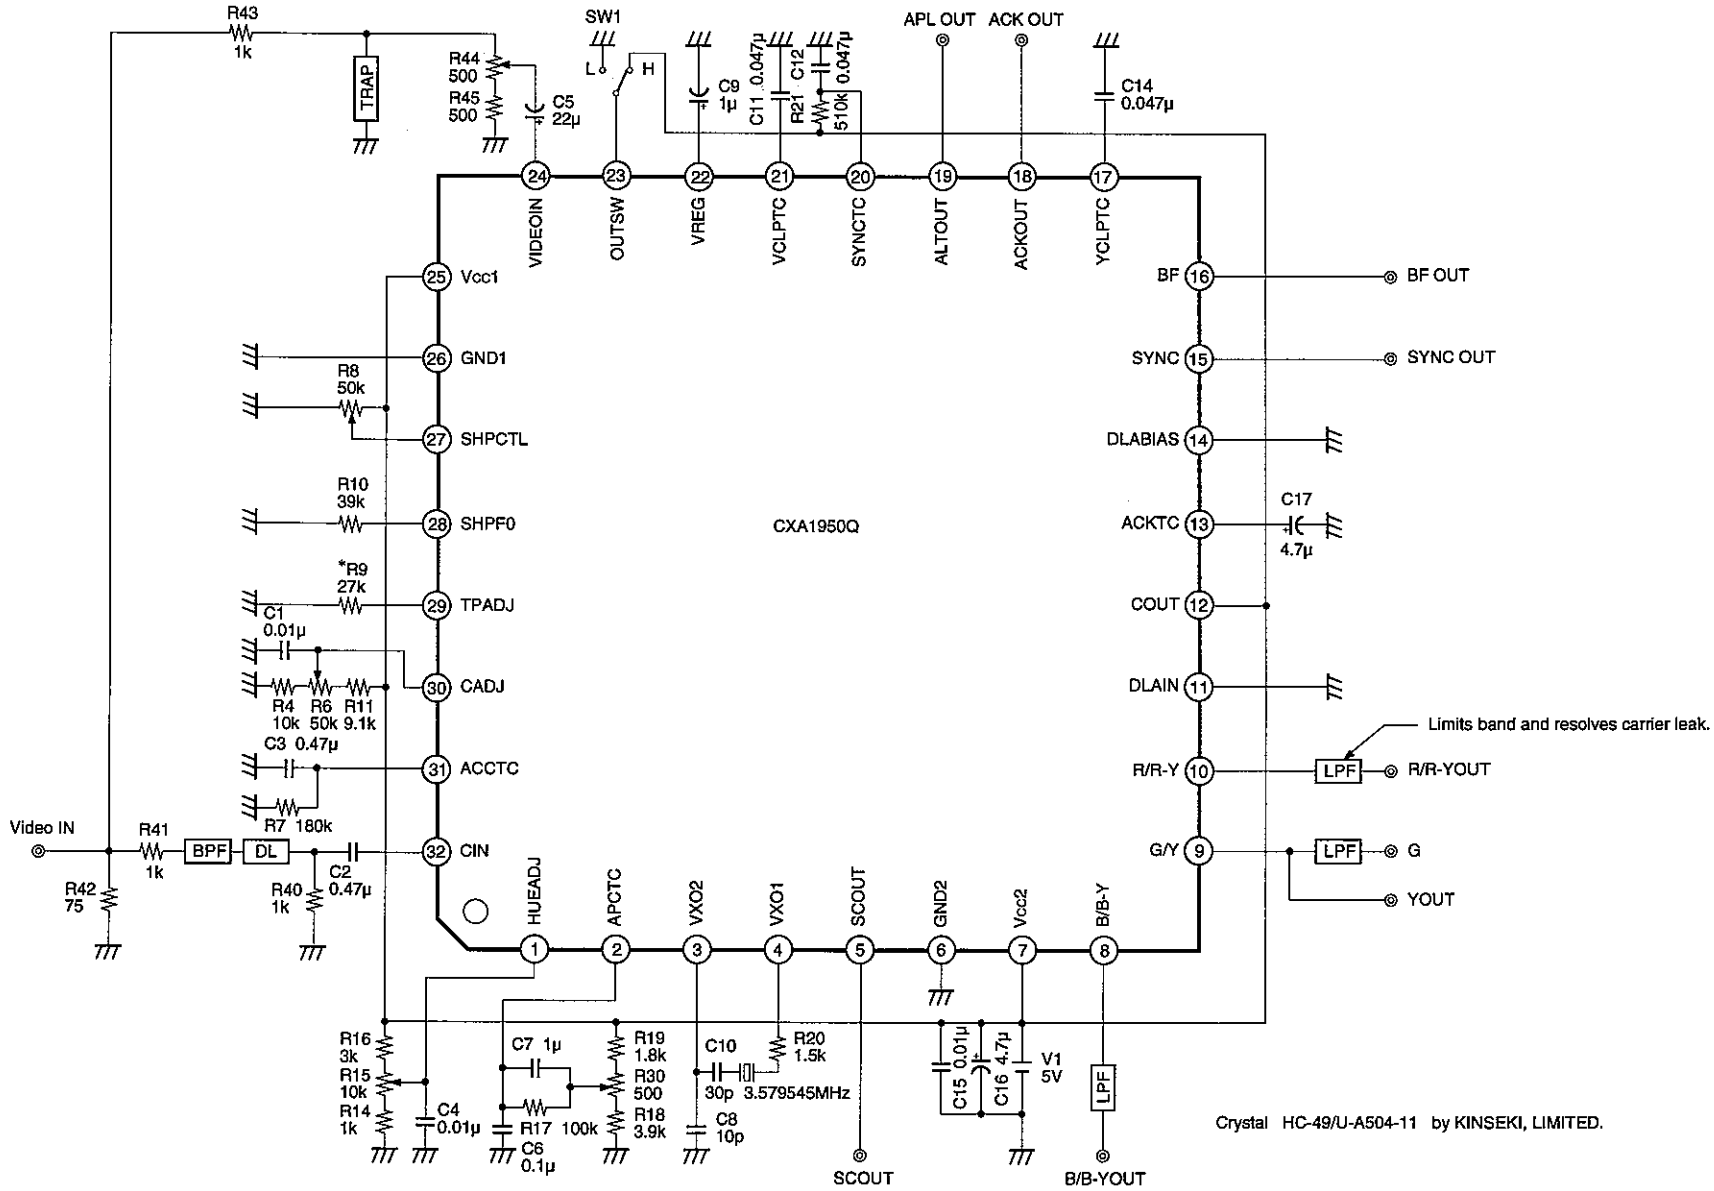 R43
1k
TRAP
R44
500
R45
500
C5
22µ
SW1
L
H
C9
1µ
C11 0.047µ
R21 C12
510k 0.047µ
APL OUT
ACK OUT
C14
0.047µ
24
23
22
21
20
19
18
17
VIDEOIN
OUTSW
VREG
VCLPTC
SYNCTC
ALTOUT
ACKOUT
YCLPTC
25 Vcc1
BF 16
BF OUT
26 GND1
SYNC 15
SYNC OUT
R8
50k
27 SHPCTL
DLABIAS 14
R10
39k
28 SHPF0
CXA1950Q
ACKTC 13
C17
+
4.7µ
*R9
27k
29 TPADJ
COUT 12
C1
0.01µ
30 CADJ
DLAIN 11
R4 R6 R11
10k 50k 9.1k
Limits band and resolves carrier leak.
C3 0.47µ
31 ACCTC
R/R-Y 10
LPF
R/R-YOUT
R7 180k
Video IN
R41
1k
BPF
DL
C2
0.47µ
32 CIN
G/Y 9
LPF
G
YOUT
R42
75
R40
1k
HUEADJ
APCTC
VXO2
VXO1
SCOUT
GND2
Vcc2
B/B-Y
1
2
3
4
5
6
7
8
R16
3k
R15
10k
R14
1k
C4
0.01µ
C7 1µ
R17 100k
C6
0.1µ
R19
1.8k
R30
500
R18
3.9k
C10
30p
3.579545MHz
R20
1.5k
C8
10p
C15 0.01µ
C16 4.7µ
V1
5V
LPF
SCOUT
B/B-YOUT
Crystal HC-49/U-A504-11 by KINSEKI, LIMITED.